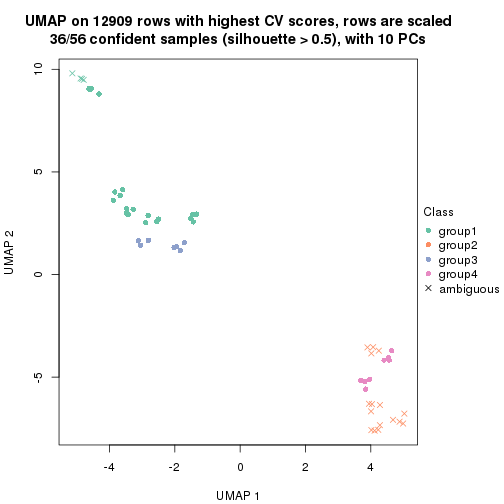 UMAP on 12909 rows with highest CV scores, rows are scaled
36/56 confident samples (silhouette > 0.5), with 10 PCs
10
5
0
-5
UMAP 2
-4
-2
0
2
4
UMAP 1
Class
group1
group2
group3
group4
ambiguous